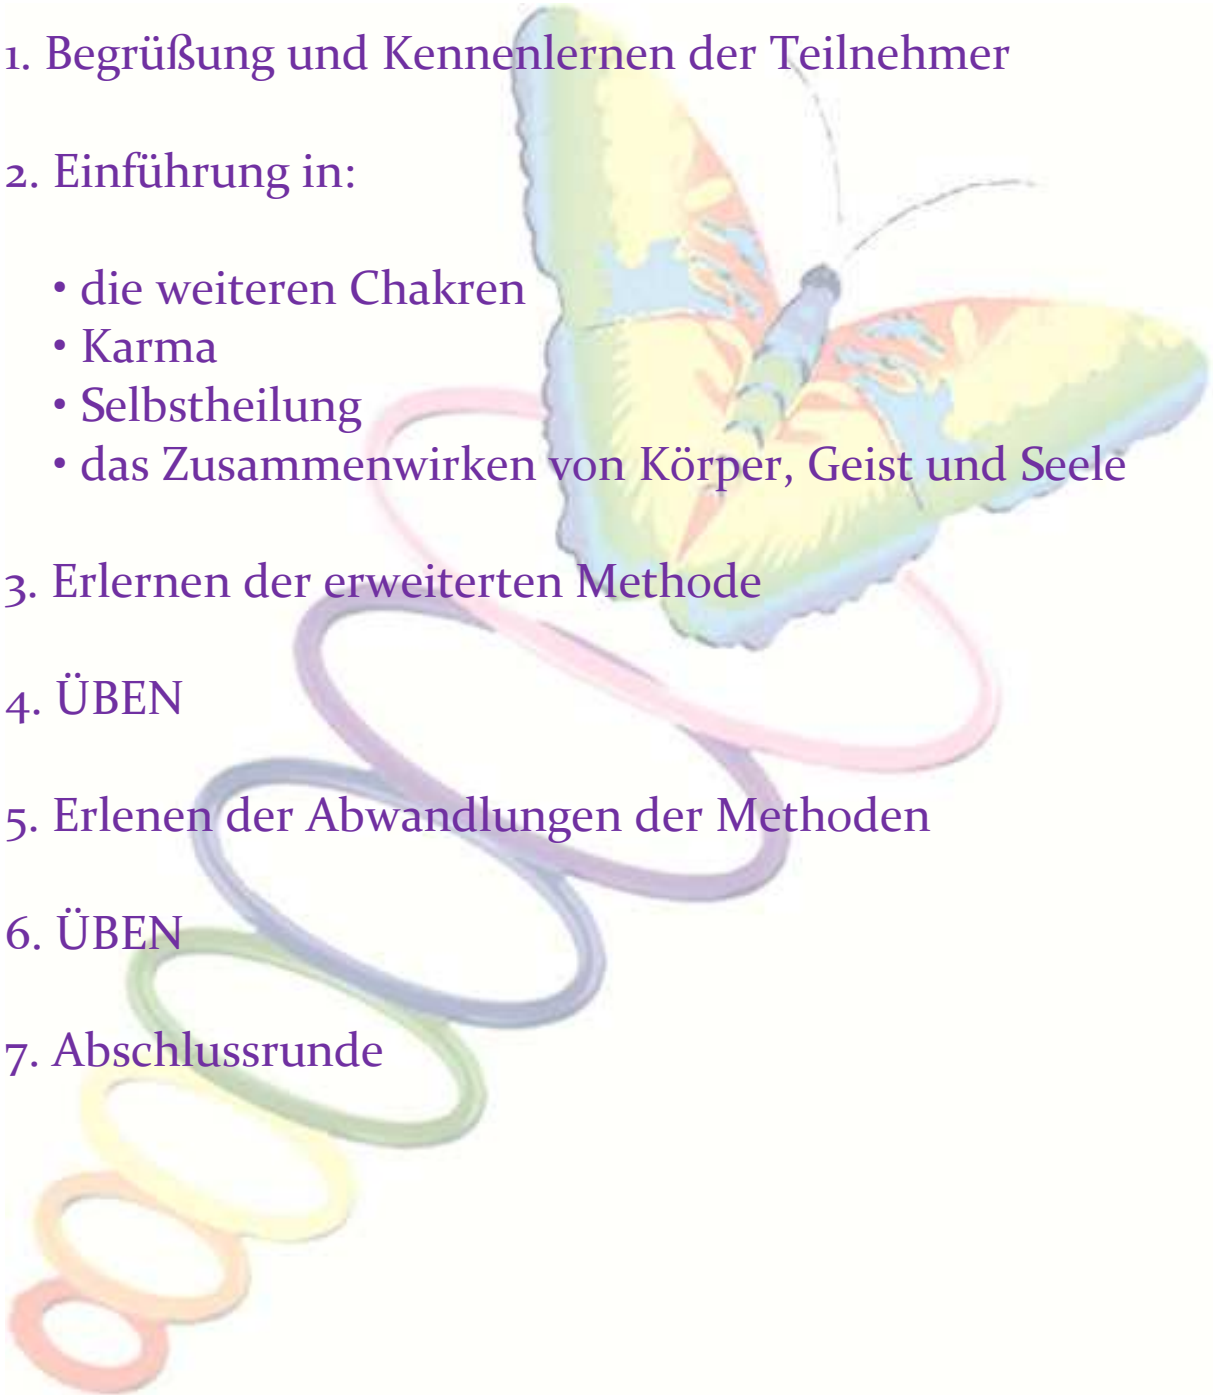 1. Begrüßung und Kennenlernen der Teilnehmer
2. Einführung in:
• die weiteren Chakren
• Karma
• Selbstheilung
• das Zusammenwirken von Körper, Geist und Seele
3. Erlernen der erweiterten Methode
4. ÜBEN
5. Erlenen der Abwandlungen der Methoden
6. ÜBEN
7. Abschlussrunde